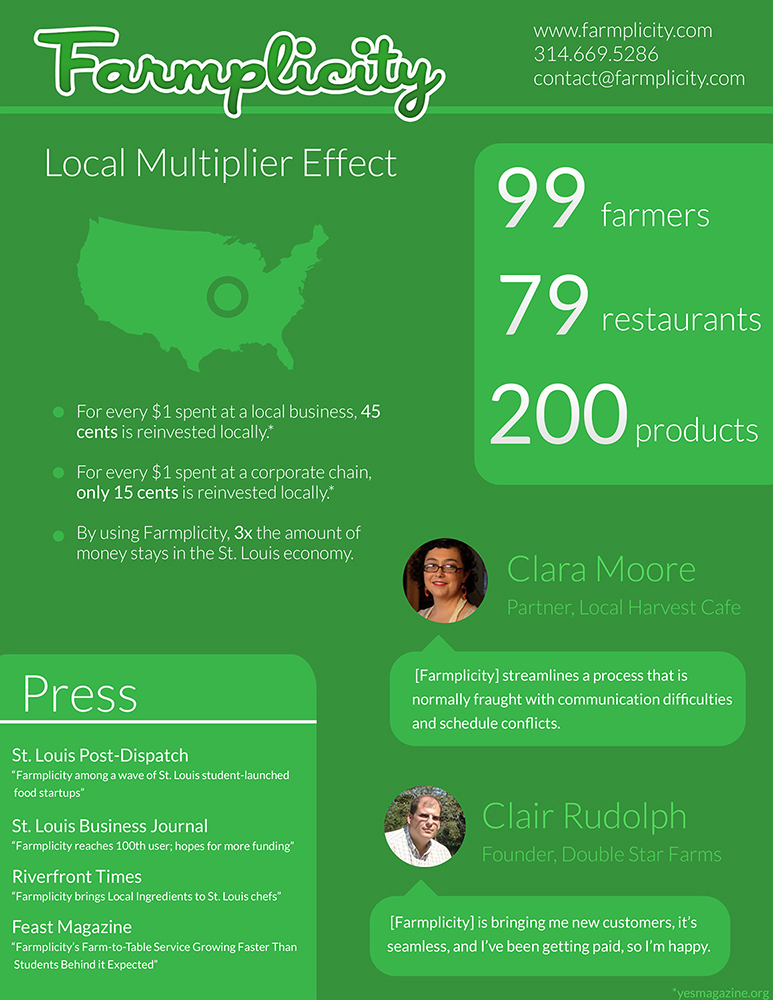 Farmplicity
www.farmplicity.com
314.669.5286
contact@farmplicity.com
Local Multiplier Effect
99 farmers
79 restaurants
200 products
For every $1 spent at a local business, 45
cents is reinvested locally.*
For every $1 spent at a corporate chain,
only 15 cents is reinvested locally.*
By using Farmplicity, 3x the amount of
money stays in the St. Louis economy.
Clara Moore
Partner, Local Harvest Cafe
[Farmplicity] streamlines a process that is
normally fraught with communication difficulties
and schedule conflicts.
Clair Rudolph
Founder, Double Star Farms
[Farmplicity] is bringing me new customers, it's
seamless, and I've been getting paid, so I'm happy.
Press
St. Louis Post-Dispatch
"Farmplicity among a wave of St. Louis student-launched
food startups"
St. Louis Business Journal
"Farmplicity reaches 100th user; hopes for more funding"
Riverfront Times
"Farmplicity brings Local Ingredients to St. Louis chefs"
Feast Magazine
"Farmplicity's Farm-to-Table Service Growing Faster Than
Students Behind it Expected"
*yesmagazine.org